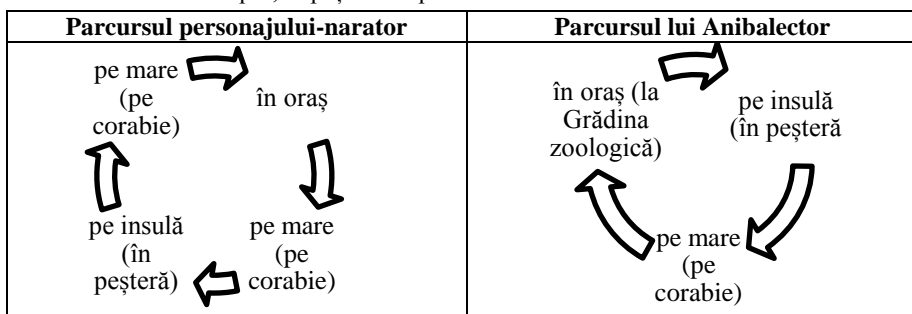 Parcursul personajului-narator
Parcursul lui Anibalector
pe mare
(pe
corabie)
în oraș
pe mare
(pe
corabie)
pe insulă
(în
peșteră)
în oraș (la
Grădina
zoologică)
pe insulă
(în peșteră
pe mare
(pe
corabie)